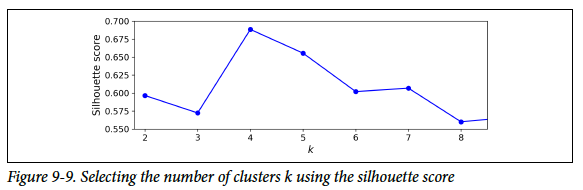 0.700
0.675
0.650
0.625
0.600
0.575
0.550
Silhouette score
2 3 4 5 6 7 8
k
Figure 9-9. Selecting the number of clusters k using the silhouette score